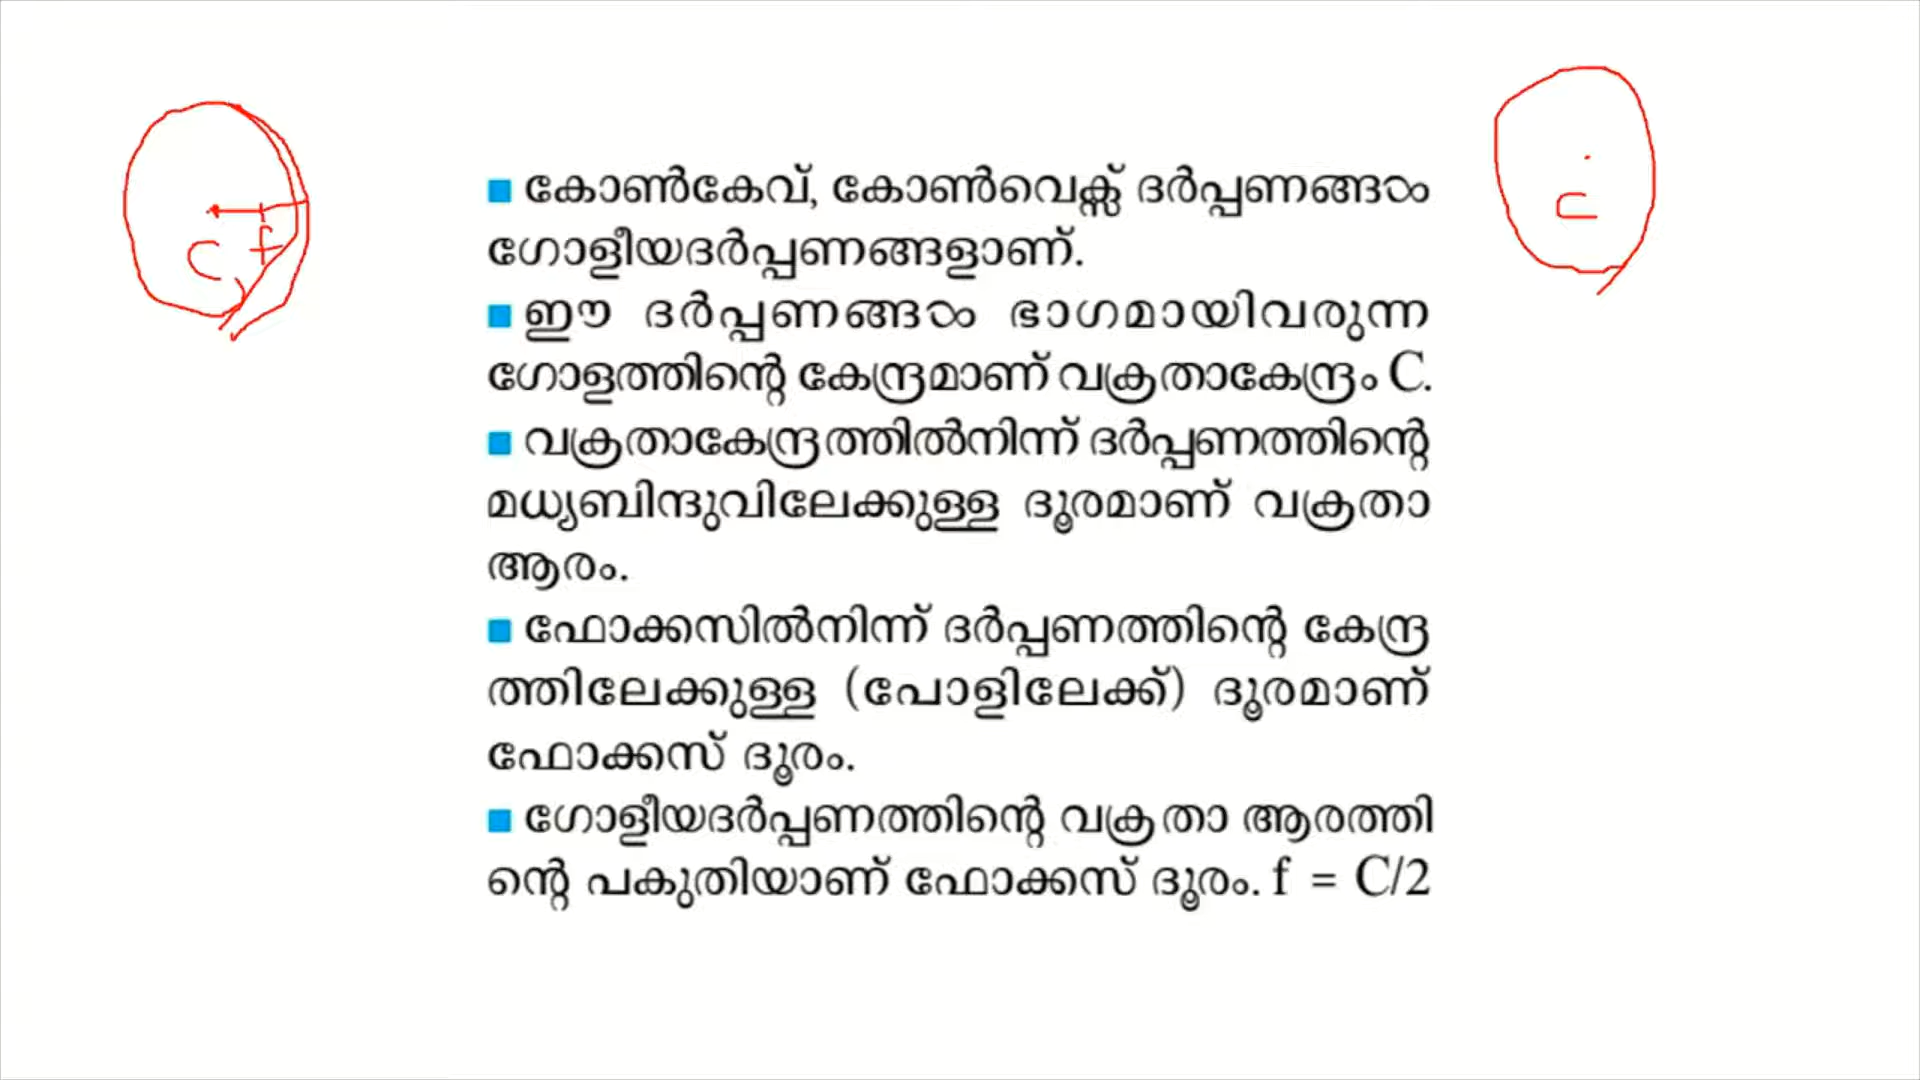 ■ കോൺകേവ്, കോൺവെക്സ് ദർപ്പണങ്ങൾ
ഗോളീയദർപ്പണങ്ങളാണ്.
■ ഈ ദർപ്പണങ്ങൾ ഭാഗമായിവരുന്ന
ഗോളത്തിന്റെ കേന്ദ്രമാണ് വക്രതാകേന്ദ്രം C.
■ വക്രതാകേന്ദ്രത്തിൽനിന്ന് ദർപ്പണത്തിന്റെ
മധ്യബിന്ദുവിലേക്കുള്ള ദൂരമാണ് വക്രതാ
ആരം.
■ ഫോക്കസിൽനിന്ന് ദർപ്പണത്തിന്റെ കേന്ദ്ര
ത്തിലേക്കുള്ള (പോളിലേക്ക്) ദൂരമാണ്
ഫോക്കസ് ദൂരം.
■ ഗോളീയദർപ്പണത്തിന്റെ വക്രതാ ആരത്തി
ന്റെ പകുതിയാണ് ഫോക്കസ് ദൂരം. f = C/2
C f
C